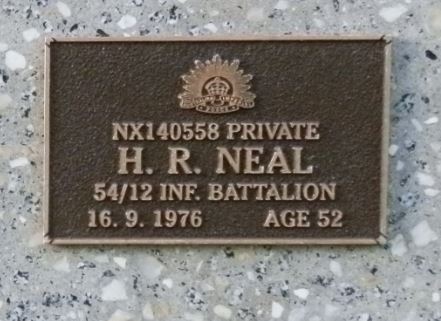 NX140558 PRIVATE
H. R. NEAL
54/12 INF. BATTALION
16. 9. 1976 AGE 52